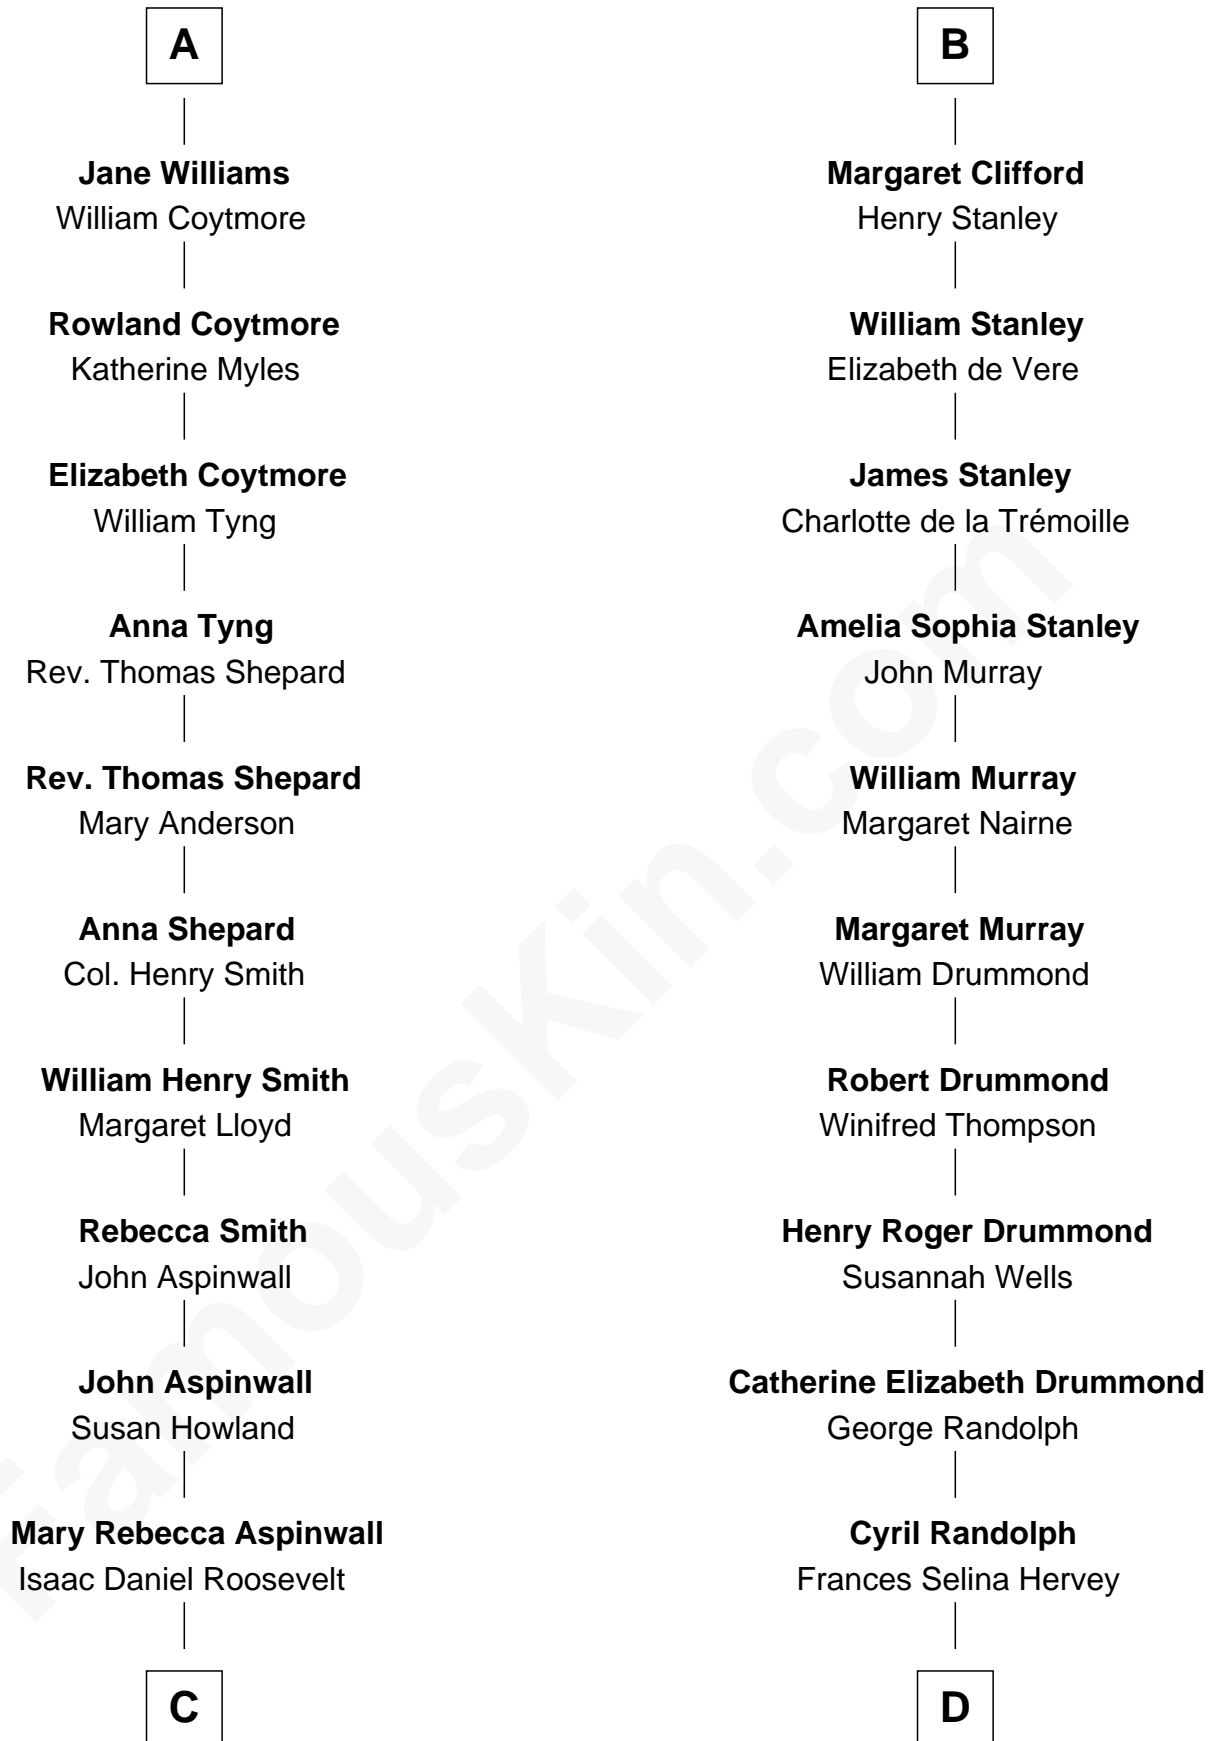 A
Jane Williams
William Coytmore
Rowland Coytmore
Katherine Myles
Elizabeth Coytmore
William Tyng
Anna Tyng
Rev. Thomas Shepard
Rev. Thomas Shepard
Mary Anderson
Anna Shepard
Col. Henry Smith
William Henry Smith
Margaret Lloyd
Rebecca Smith
John Aspinwall
John Aspinwall
Susan Howland
Mary Rebecca Aspinwall
Isaac Daniel Roosevelt
C
B
Margaret Clifford
Henry Stanley
William Stanley
Elizabeth de Vere
James Stanley
Charlotte de la Trémoille
Amelia Sophia Stanley
John Murray
William Murray
Margaret Nairne
Margaret Murray
William Drummond
Robert Drummond
Winifred Thompson
Henry Roger Drummond
Susannah Wells
Catherine Elizabeth Drummond
George Randolph
Cyril Randolph
Frances Selina Hervey
D
FamousKin.com